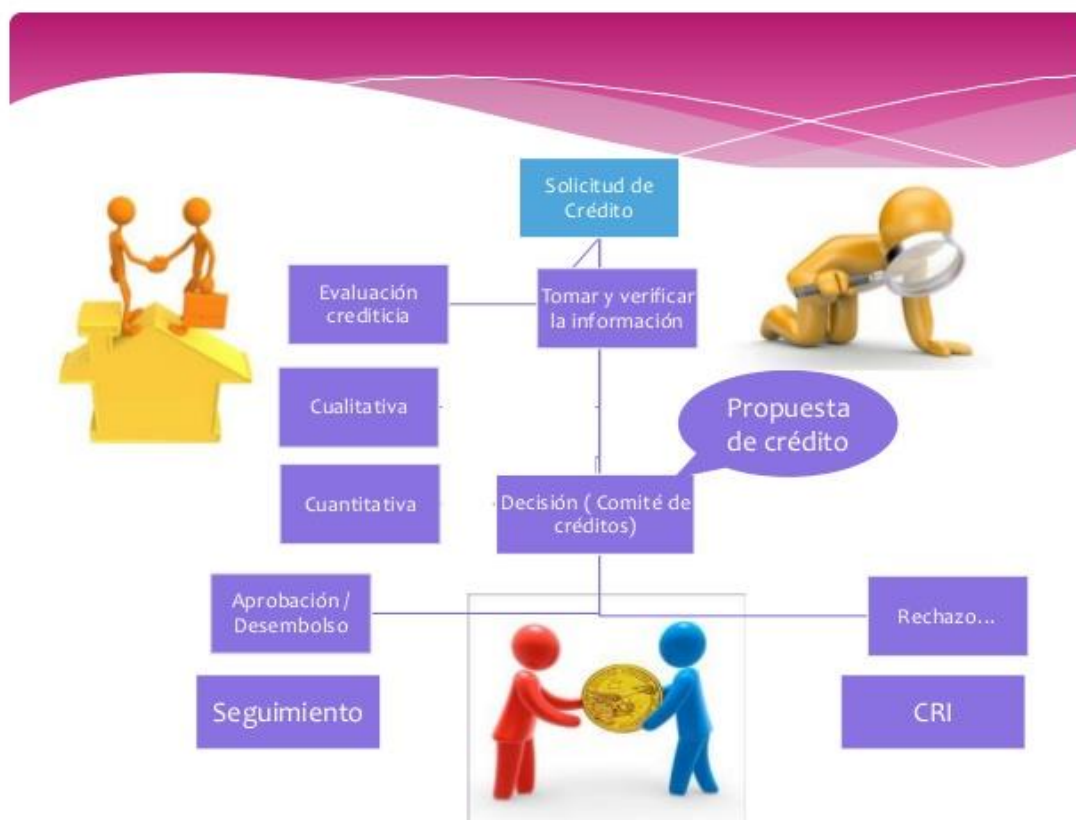 Solicitud de
Crédito
Evaluación
crediticia
Tomar y verificar
la información
Cualitativa
Propuesta
de crédito
Cuantitativa
Decisión ( Comité de
créditos)
Aprobación /
Desembolso
Rechazo...
Seguimiento
CRI